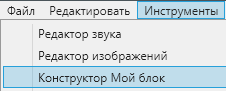 Файл Редактировать Инструменты
Редактор звука
Редактор изображений
Конструктор Мой блок